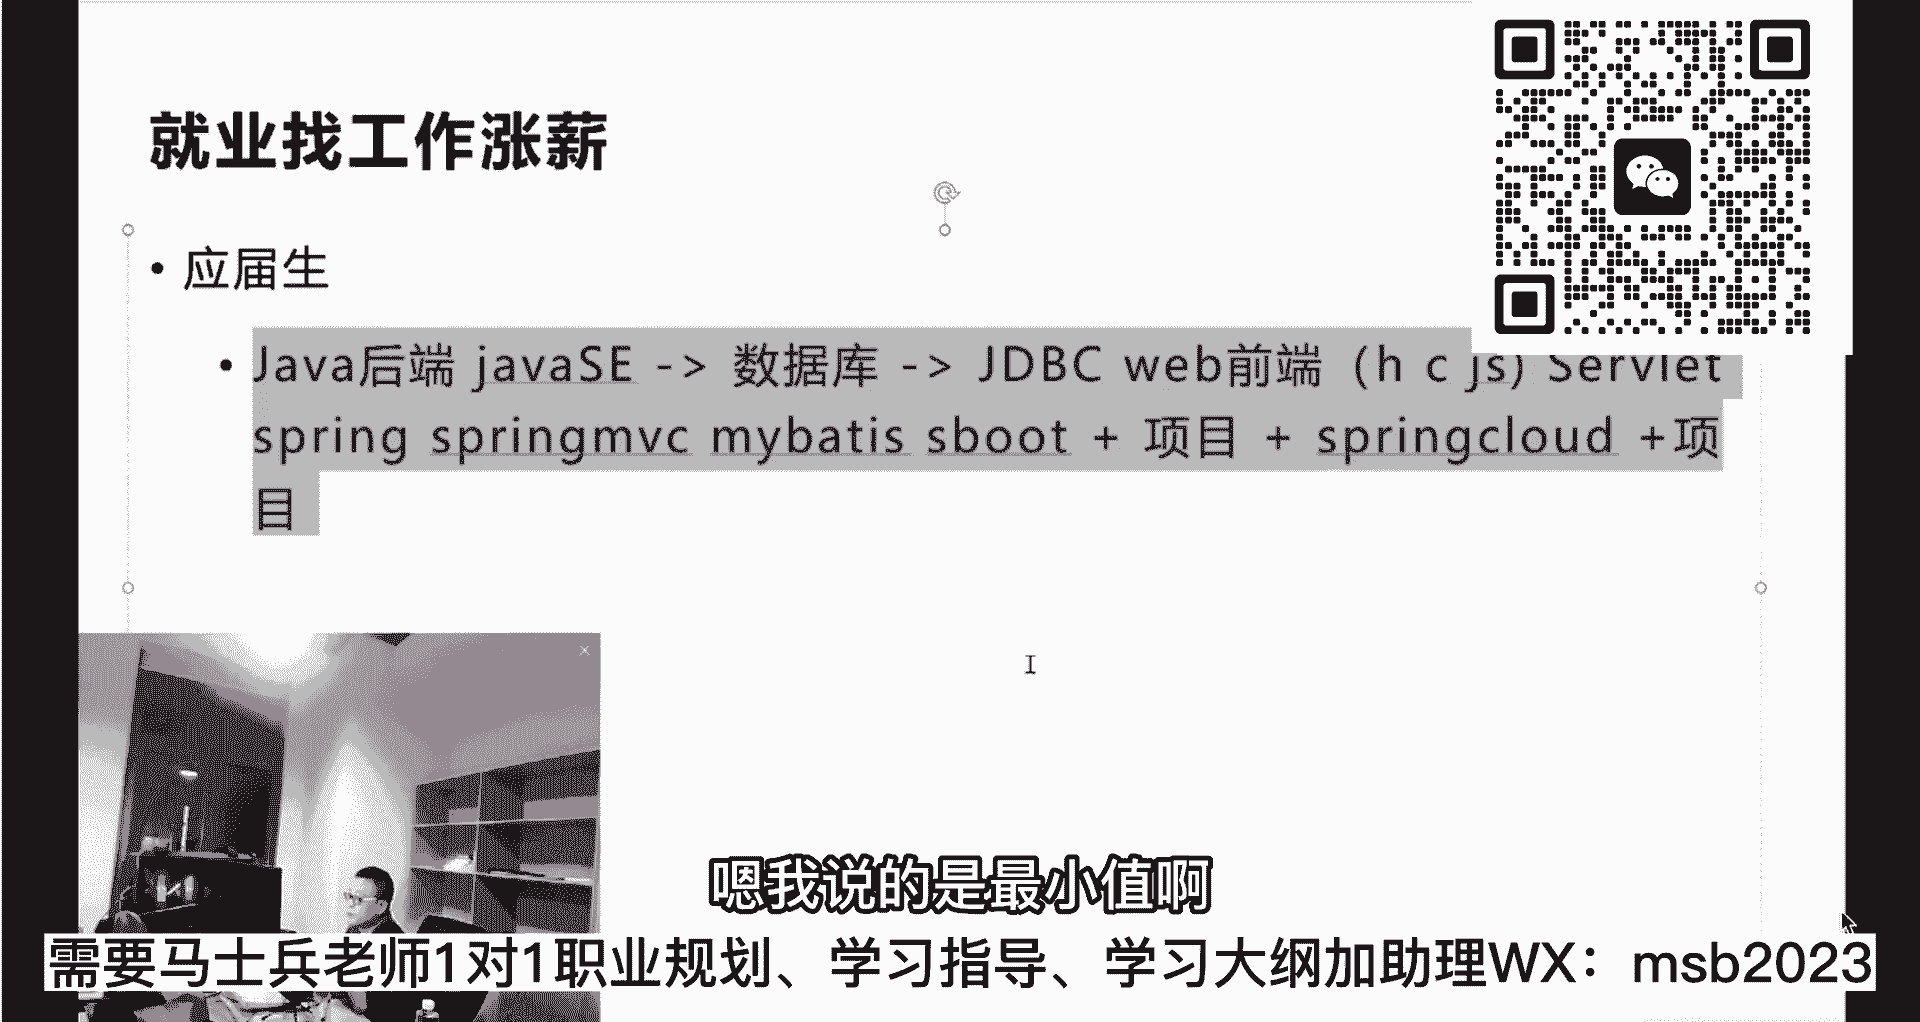 就业找工作涨薪
• 应届生
• Java后端 javaSE -> 数据库 -> JDBC web前端（h c js) Servlet
spring springmvc mybatis sboot + 项目 + springcloud +项
目
嗯我说的是最小值啊
需要马士兵老师1对1职业规划、学习指导、学习大纲加助理WX：msb2023